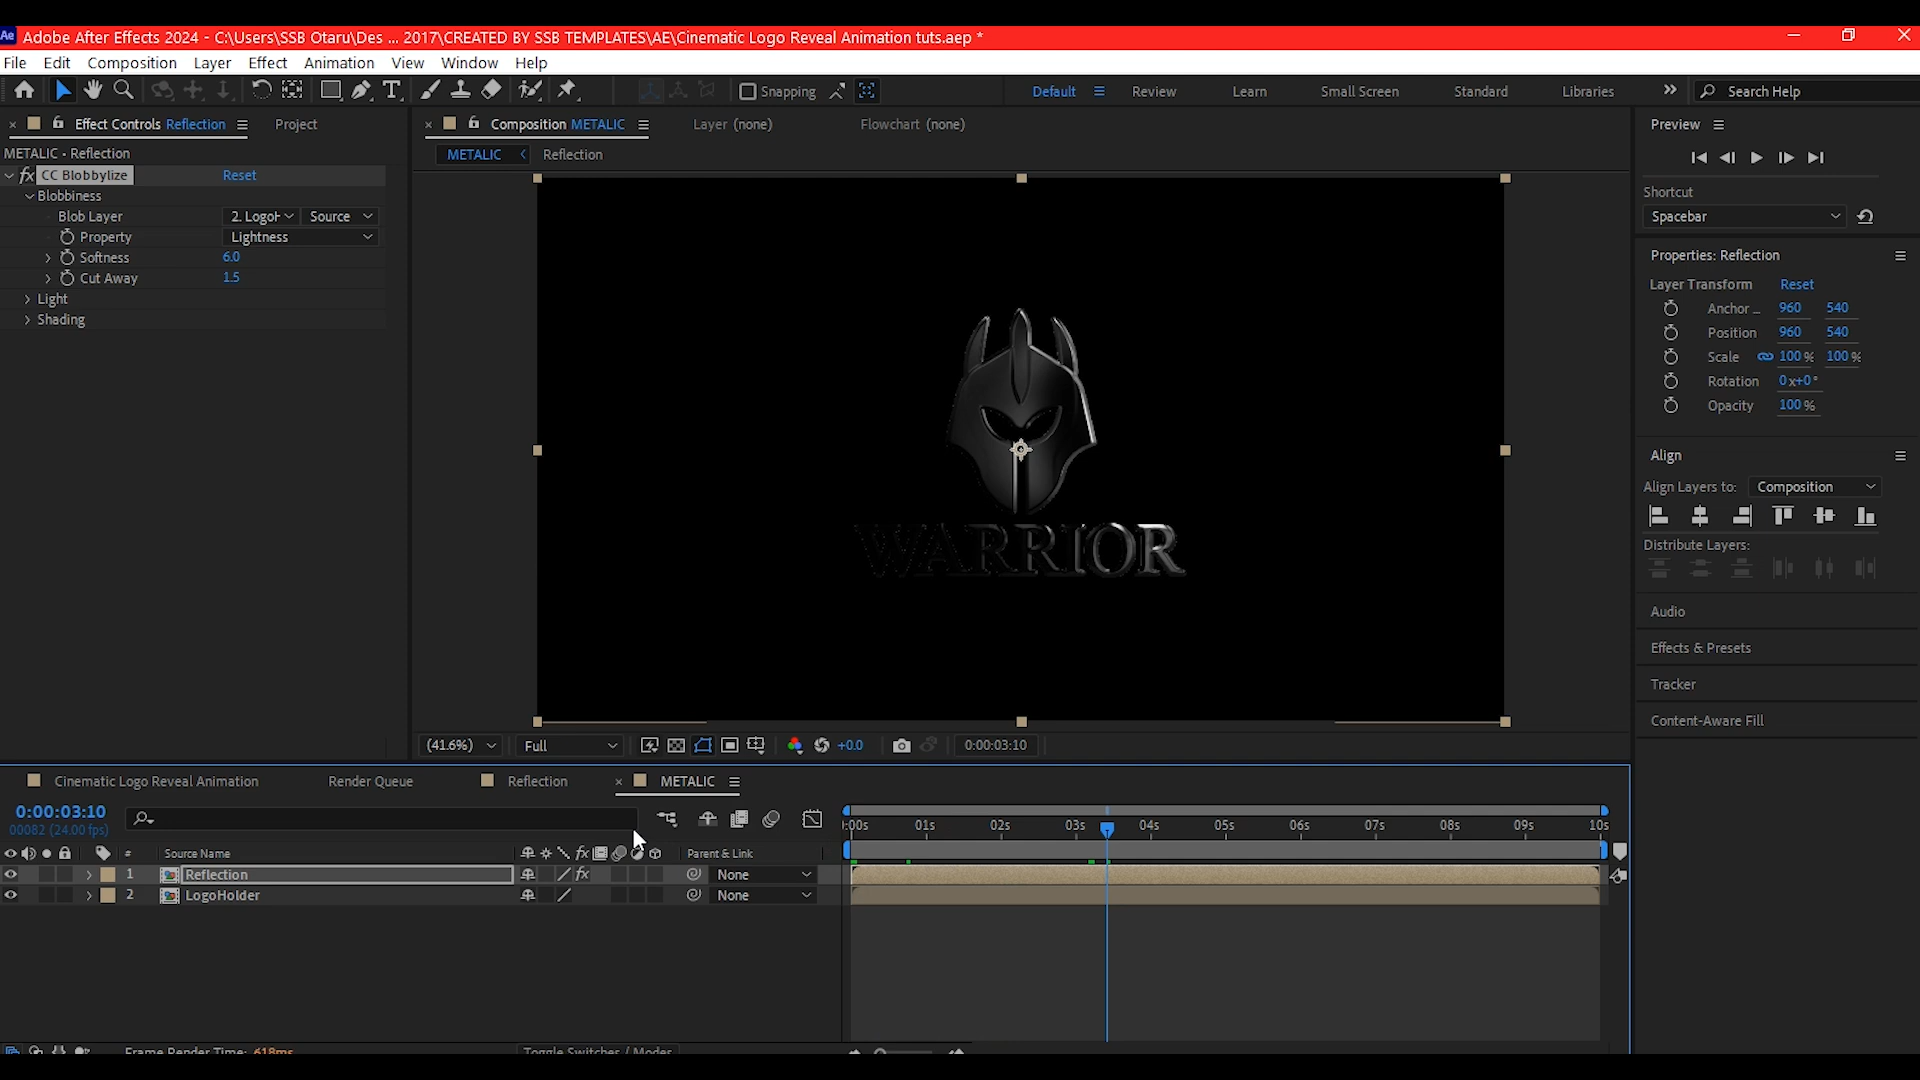 Ae Adobe After Effects 2024 - C:\Users\SSB Otaru\Des ... 2017\CREATED BY SSB TEMPLATES\AE\Cinematic Logo Reveal Animation tuts.aep *
File Edit Composition Layer Effect Animation View Window Help
Snapping Default Review Learn Small Screen Standard Libraries Search Help
Effect Controls Reflection Project
METALIC • Reflection
fx CC Blobbylize Reset
Blobbiness
Blob Layer 2. Source
Property Lightness
Softness 6.0
Cut Away 1.5
Light
Shading
Composition METALIC Layer (none) Flowchart (none)
METALIC Reflection
WARRIOR
(41.6%) Full +0.0 0:00:03:10
Preview
Shortcut
Spacebar
Properties: Reflection
Layer Transform Reset
Anchor ... 960 540
Position 960 540
Scale 100 % 100 %
Rotation 0x+0°
Opacity 100 %
Align
Align Layers to: Composition
Distribute Layers:
Audio
Effects & Presets
Tracker
Content-Aware Fill
Cinematic Logo Reveal Animation Render Queue Reflection METALIC
0:00:03:10
00082 (24.00 fps)
:00s 01s 02s 03s 04s 05s 06s 07s 08s 09s 10s
# Source Name fx Parent & Link
1 Reflection fx None
2 LogoHolder None
Frame Render Time: 618ms Toggle Switches / Modes